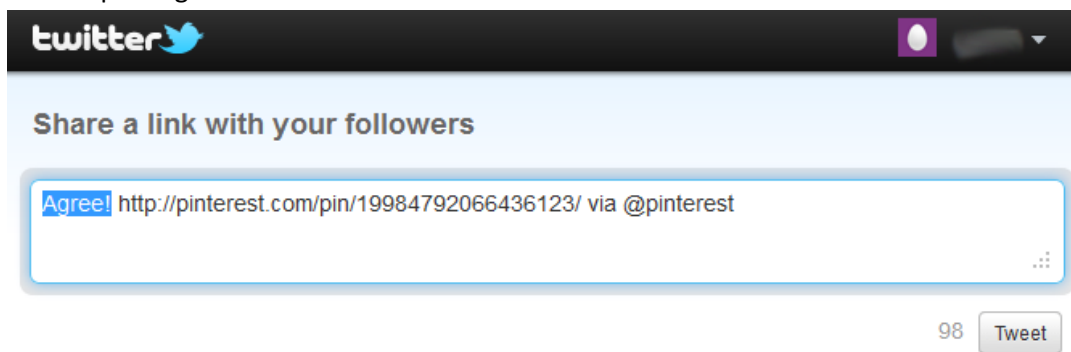 twitter
Share a link with your followers
Agree! http://pinterest.com/pin/19984792066436123/ via @pinterest
98 Tweet